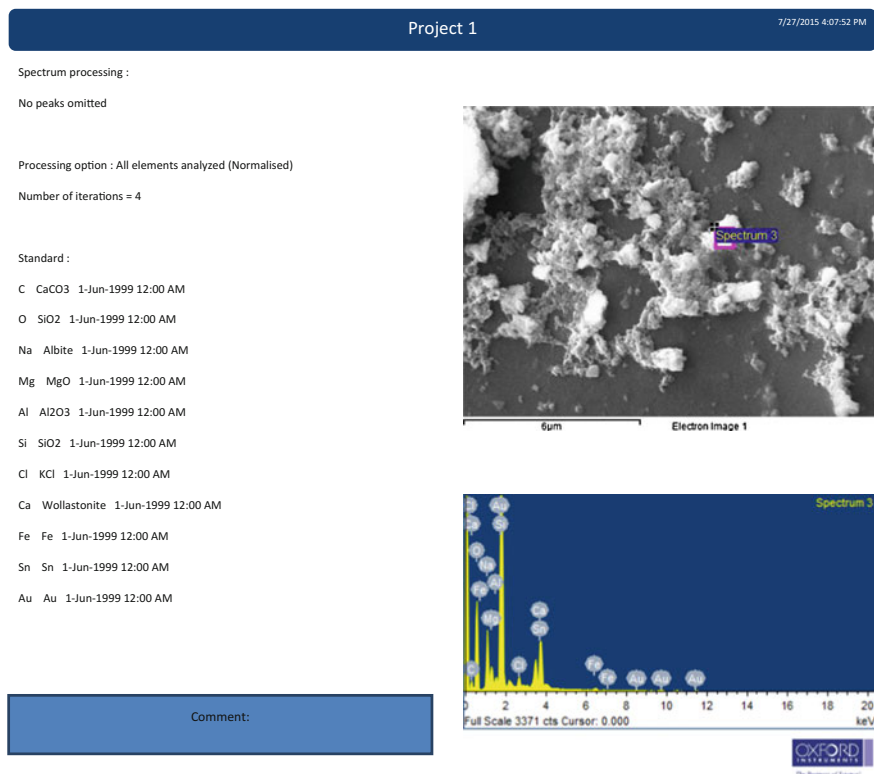 Project 1
7/27/2015 4:07:52 PM
Spectrum processing :
No peaks omitted
Processing option : All elements analyzed (Normalised)
Number of iterations = 4
Standard :
C CaCO3 1-Jun-1999 12:00 AM
O SiO2 1-Jun-1999 12:00 AM
Na Albite 1-Jun-1999 12:00 AM
Mg MgO 1-Jun-1999 12:00 AM
Al Al2O3 1-Jun-1999 12:00 AM
Si SiO2 1-Jun-1999 12:00 AM
Cl KCl 1-Jun-1999 12:00 AM
Ca Wollastonite 1-Jun-1999 12:00 AM
Fe Fe 1-Jun-1999 12:00 AM
Sn Sn 1-Jun-1999 12:00 AM
Au Au 1-Jun-1999 12:00 AM
Comment:
Spectrum 3
6µm
Electron Image 1
Spectrum 3
Cl Au
Ca Si
O
Na
Fe Al
Mg
Ca
Sn
C Cl Fe
Fe Au Au Au
0 2 4 6 8 10 12 14 16 18 20
Full Scale 3371 cts Cursor: 0.000 keV
OXFORD
INSTRUMENTS